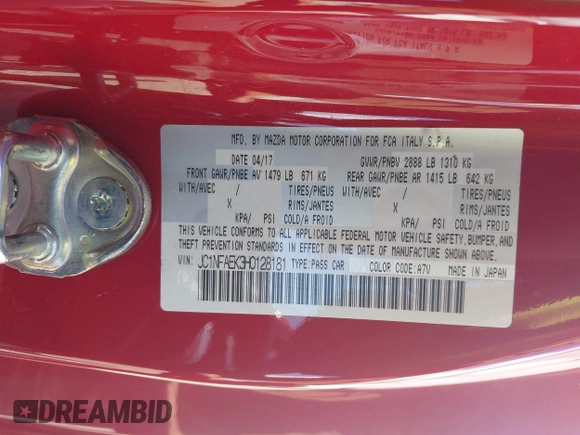 MFD. BY MAZDA MOTOR CORPORATION FOR FCA ITALY S.P.A.
DATE 04/17 GVWR/PNBV 2888 LB 1310 KG
FRONT GAWR/PNBE AV 1479 LB 671 KG REAR GAWR/PNBE AR 1415 LB 642 KG
WITH/AVEC / TIRES/PNEUS WITH/AVEC / TIRES/PNEUS
X RIMS/JANTES X RIMS/JANTES
KPA/ PSI COLD/A FROID KPA/ PSI COLD/A FROID
THIS VEHICLE CONFORMS TO ALL APPLICABLE FEDERAL MOTOR VEHICLE SAFETY, BUMPER, AND
THEFT PREVENTION STANDARDS IN EFFECT ON THE DATE OF MANUFACTURE SHOWN ABOVE.
VIN: JC1NFAEK3H0128181 TYPE:PASS CAR COLOR CODE:A7V MADE IN JAPAN
DREAMBID